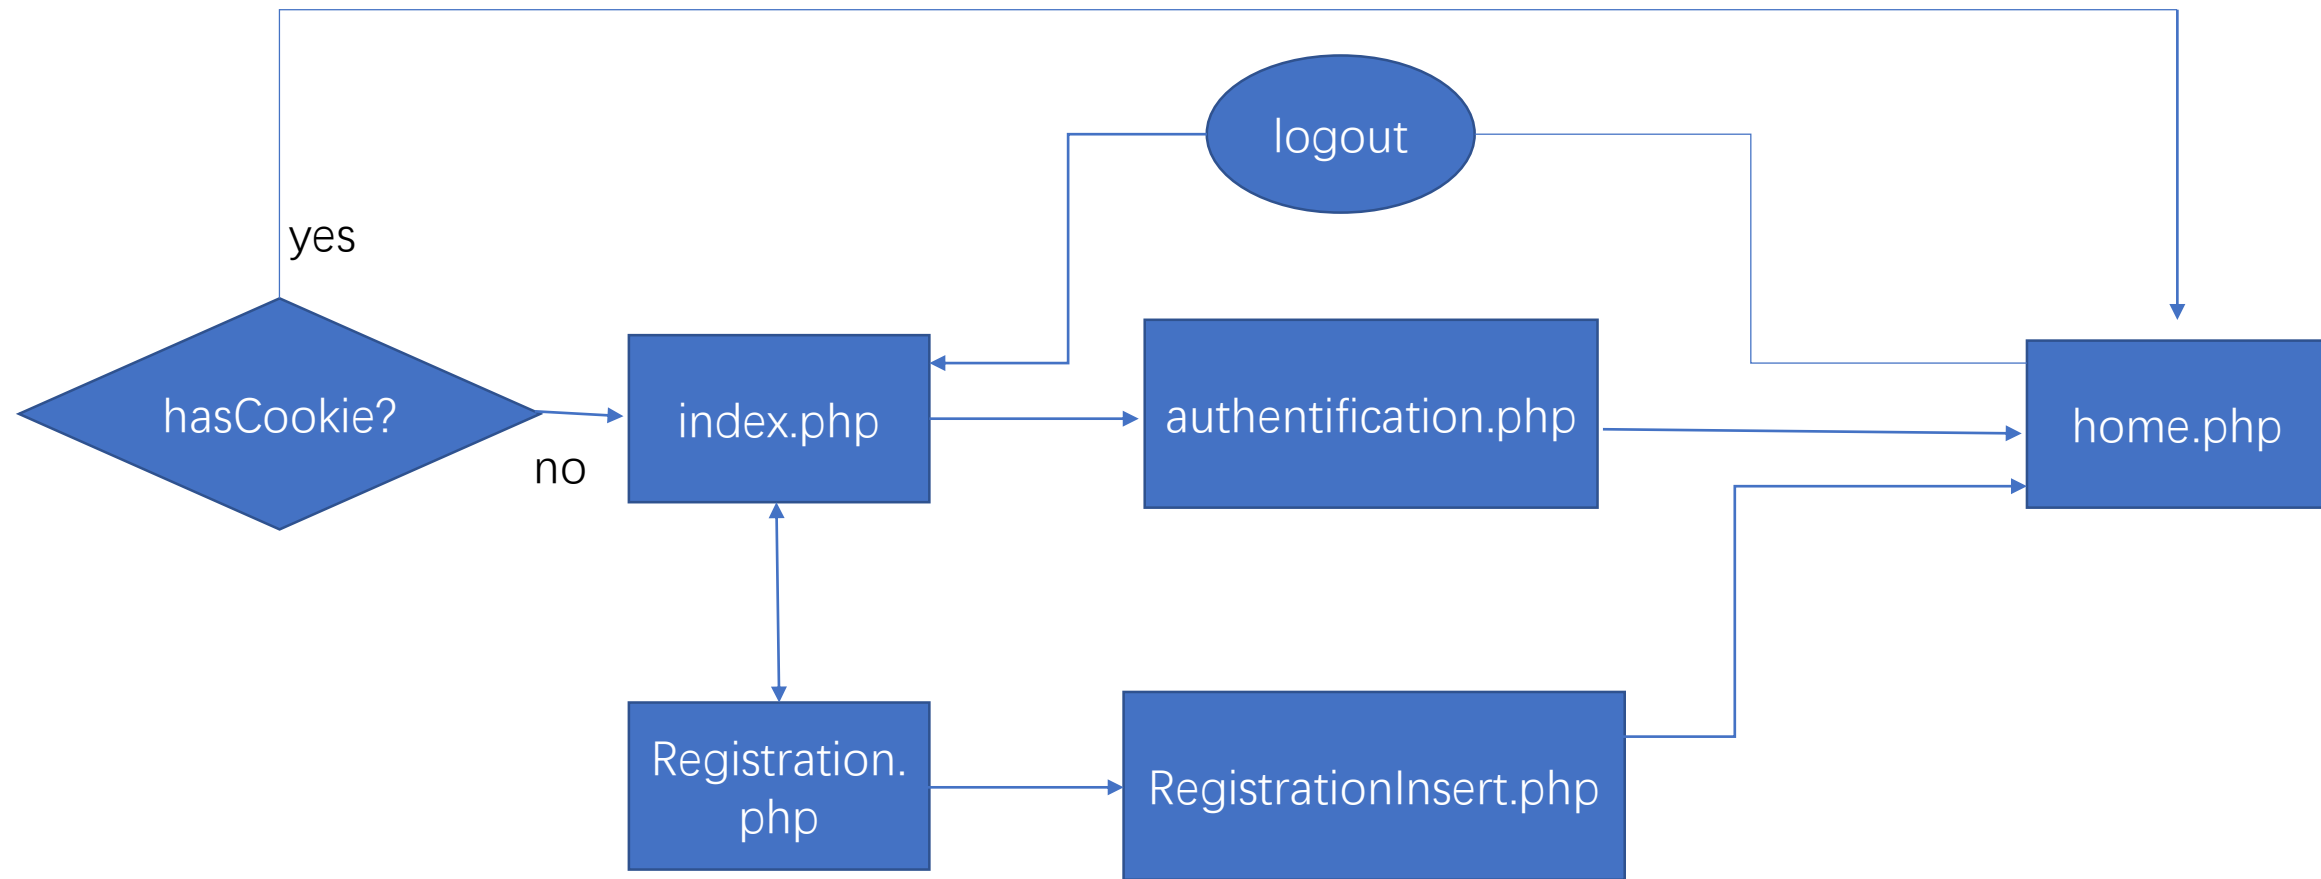 logout
yes
hasCookie?
no
index.php
authentification.php
home.php
Registration.
php
RegistrationInsert.php